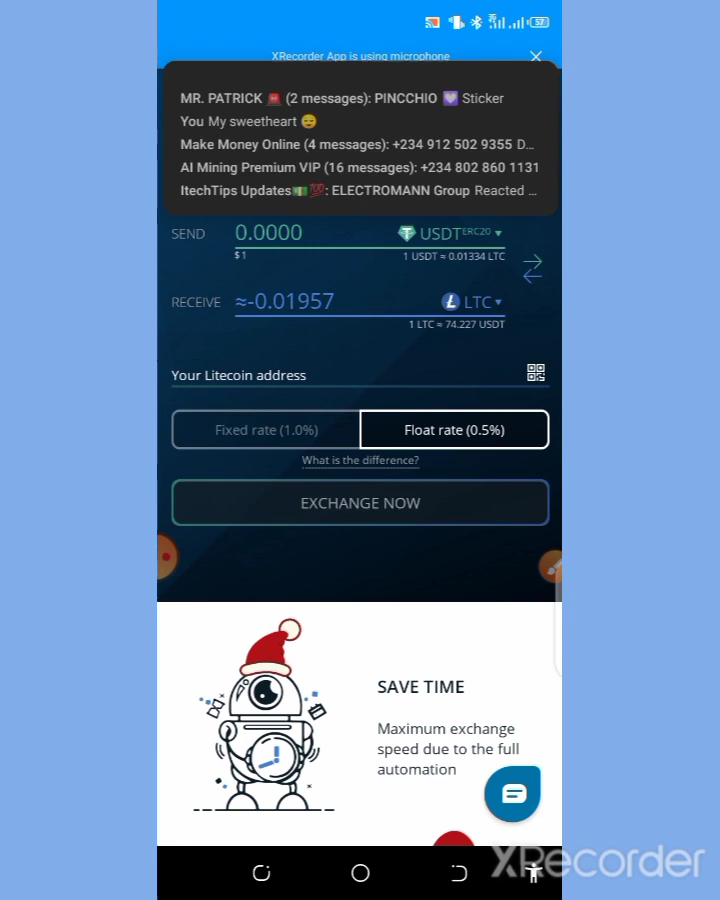 57
XRecorder App is using microphone
MR. PATRICK 🚨 (2 messages): PINCCHIO 💟 Sticker
You My sweetheart 😌
Make Money Online (4 messages): +234 912 502 9355 D...
AI Mining Premium VIP (16 messages): +234 802 860 1131
ItechTips Updates💵💯: ELECTROMANN Group Reacted ...
SEND 0.0000 USDT ERC20
$ 1 1 USDT ≈ 0.01334 LTC
RECEIVE ≈-0.01957 LTC
1 LTC ≈ 74.227 USDT
Your Litecoin address
Fixed rate (1.0%) Float rate (0.5%)
What is the difference?
EXCHANGE NOW
SAVE TIME
Maximum exchange
speed due to the full
automation
XRecorder